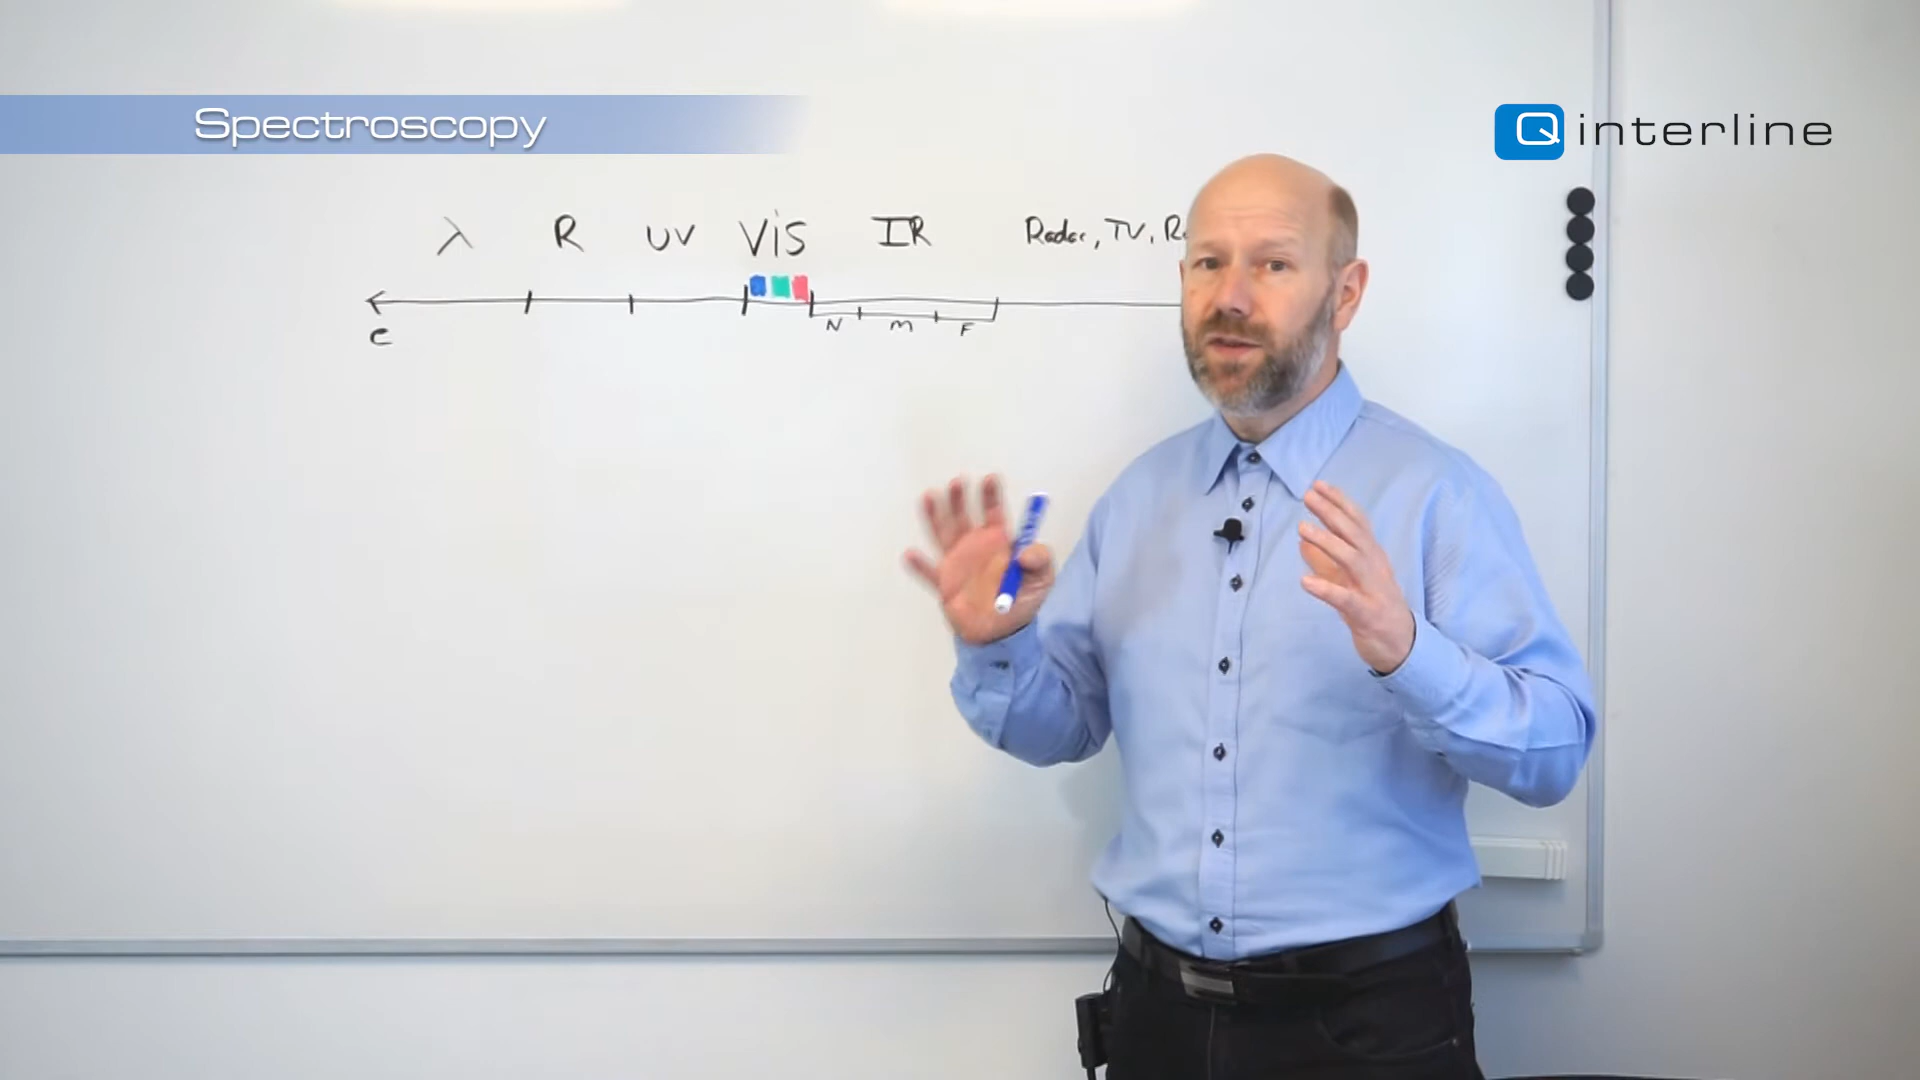 Spectroscopy
Q interline
λ R UV Vis IR Radar, TV, R
N M F
E